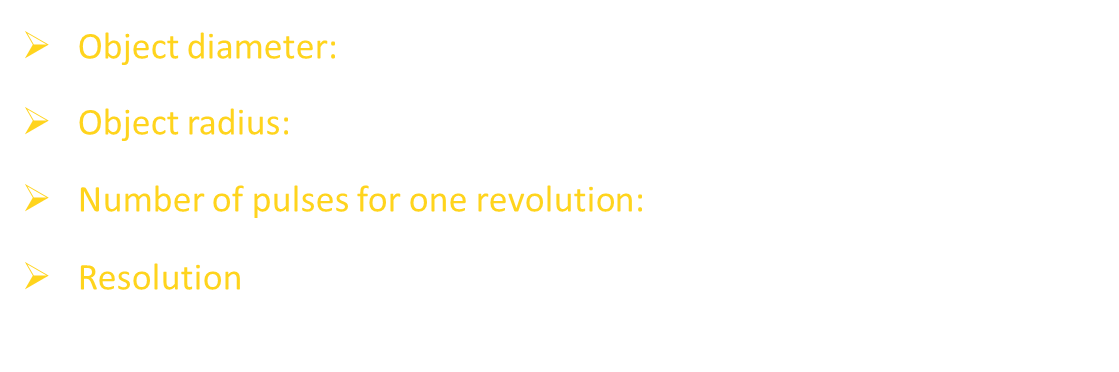 ➢ Object diameter:
➢ Object radius:
➢ Number of pulses for one revolution:
➢ Resolution